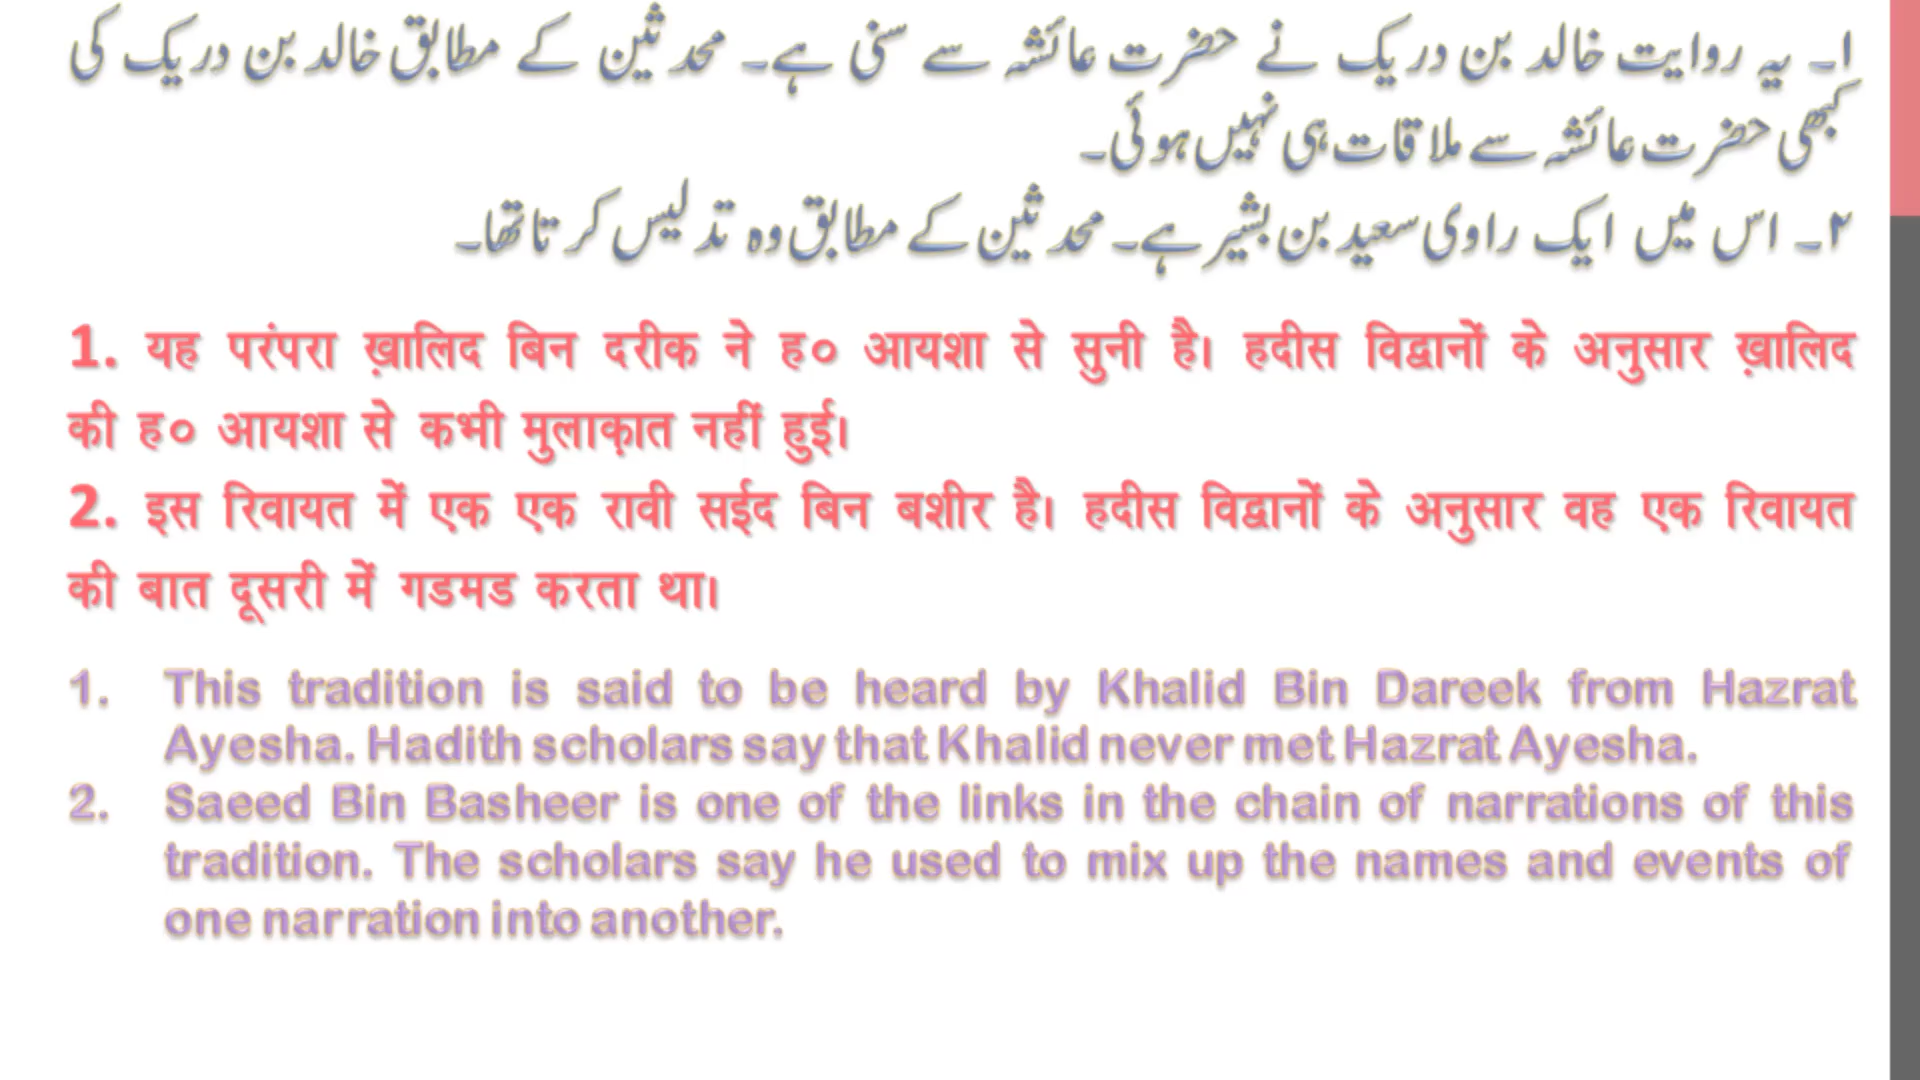 ۱۔ یہ روایت خالد بن دریک نے حضرت عائشہ سے سنی ہے۔ محدثین کے مطابق خالد بن دریک کی
کبھی حضرت عائشہ سے ملاقات ہی نہیں ہوئی۔
۲۔ اس میں ایک راوی سعید بن بشیر ہے۔ محدثین کے مطابق وہ تدلیس کرتا تھا۔
1. यह परंपरा ख़ालिद बिन दरीक ने ह० आयशा से सुनी है। हदीस विद्वानों के अनुसार ख़ालिद
की ह० आयशा से कभी मुलाक़ात नहीं हुई।
2. इस रिवायत में एक एक रावी सईद बिन बशीर है। हदीस विद्वानों के अनुसार वह एक रिवायत
की बात दूसरी में गडमड करता था।
1. This tradition is said to be heard by Khalid Bin Dareek from Hazrat
Ayesha. Hadith scholars say that Khalid never met Hazrat Ayesha.
2. Saeed Bin Basheer is one of the links in the chain of narrations of this
tradition. The scholars say he used to mix up the names and events of
one narration into another.